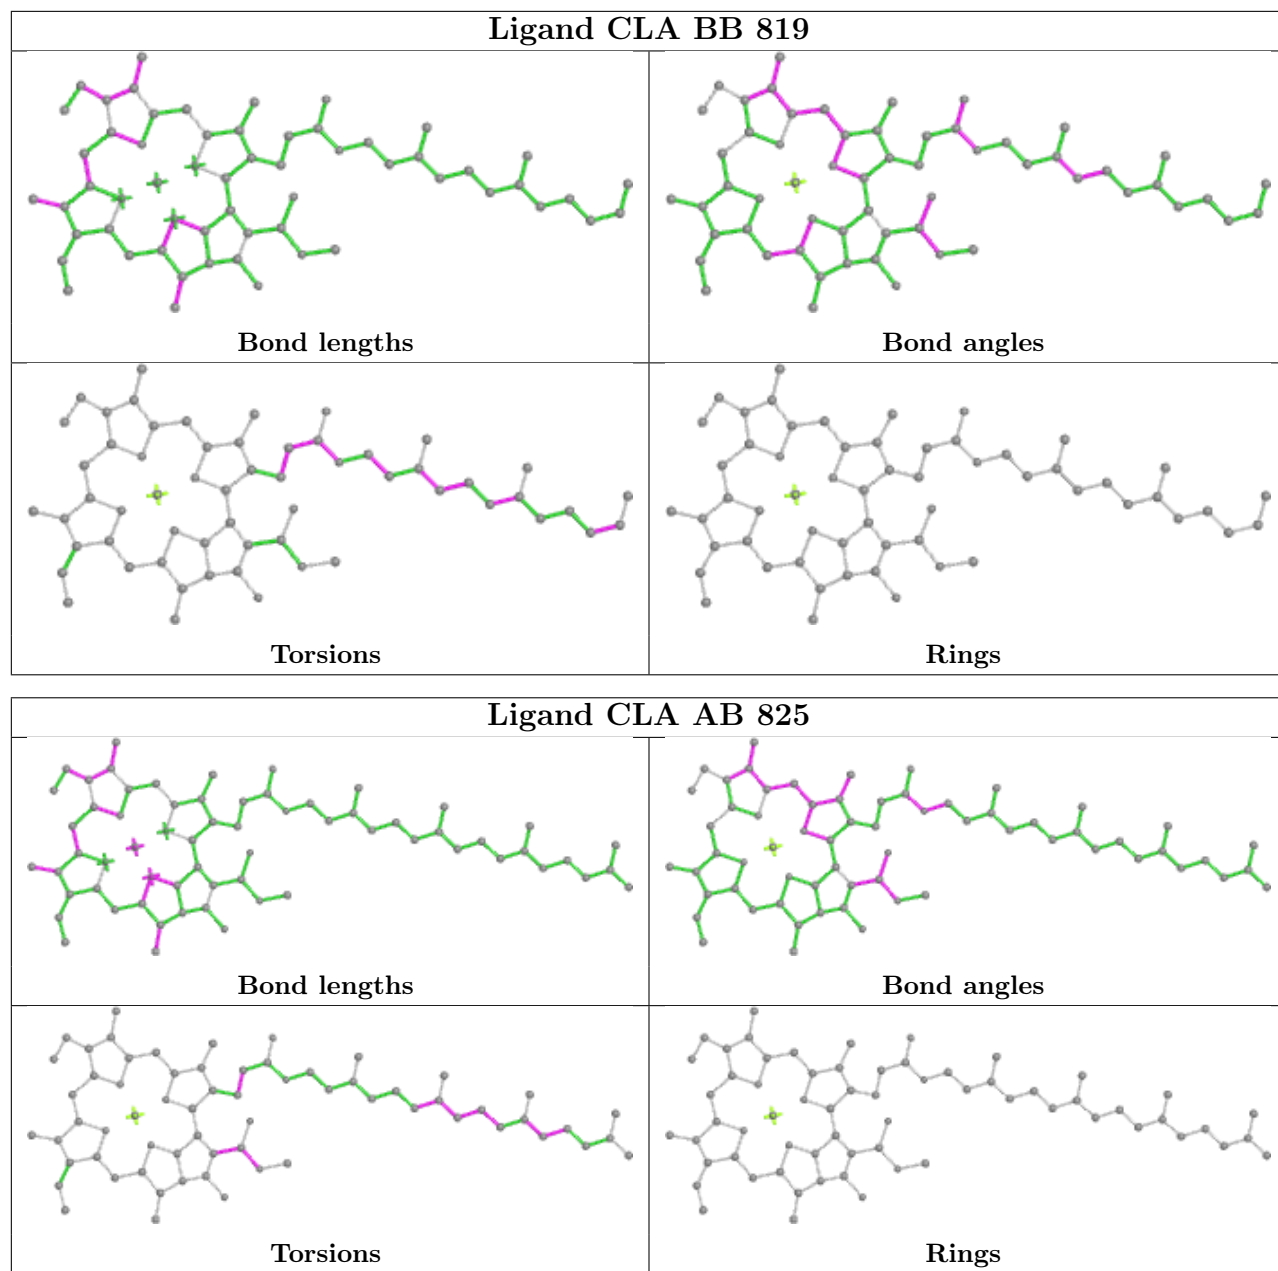 Ligand CLA BB 819
Bond lengths
Bond angles
Torsions
Rings
Ligand CLA AB 825
Bond lengths
Bond angles
Torsions
Rings